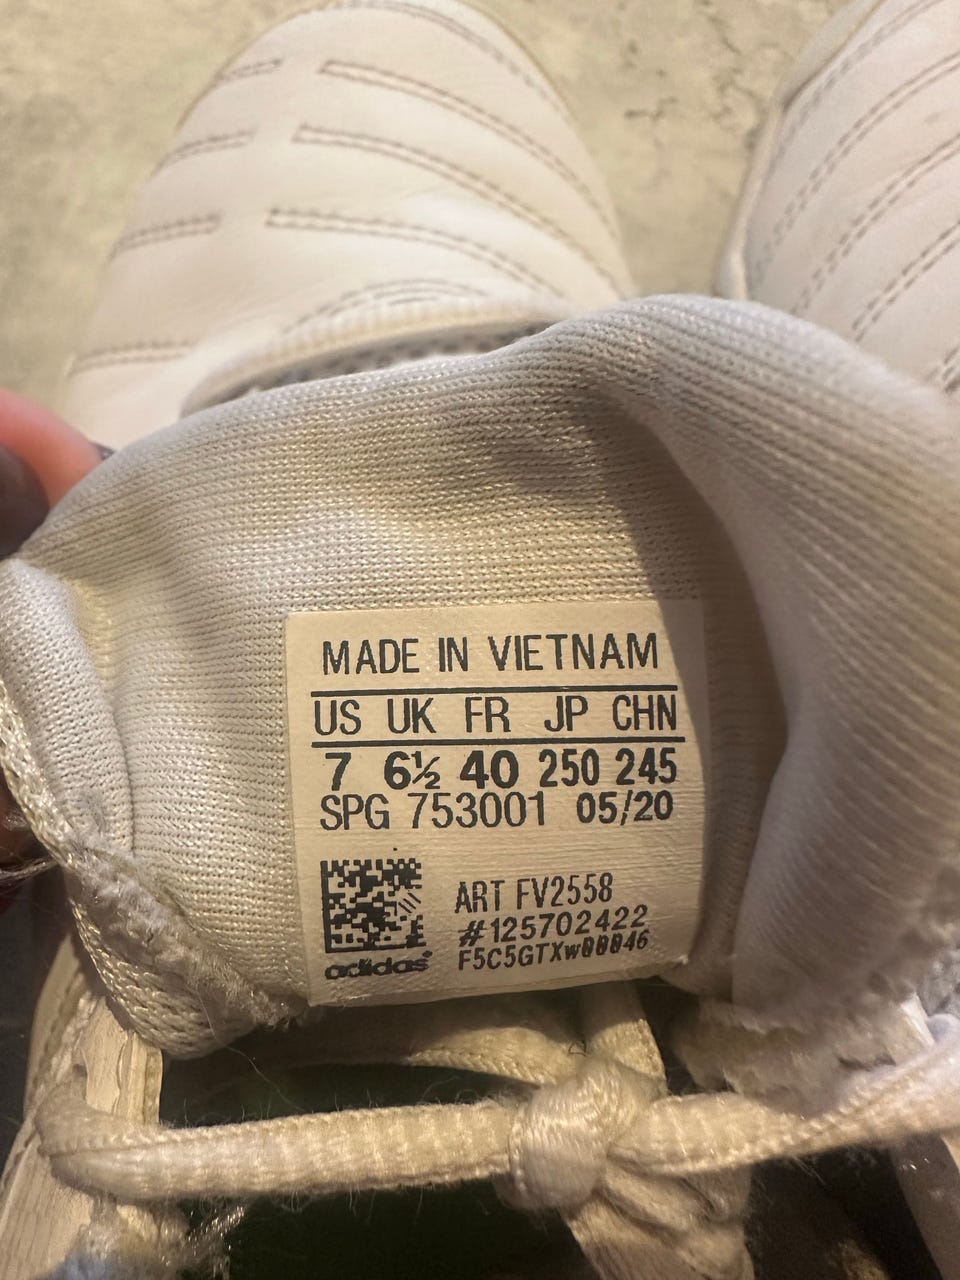 MADE IN VIETNAM
US UK FR JP CHN
7 6½ 40 250 245
SPG 753001 05/20
ART FV2558
#125702422
adidas